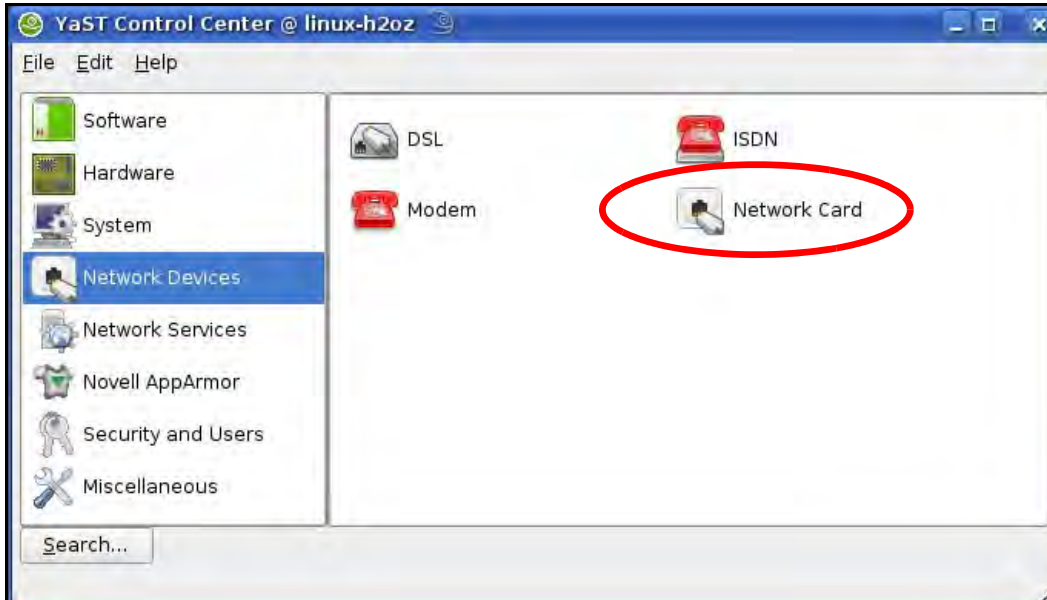 YaST Control Center @ linux-h2oz
File Edit Help
Software
Hardware
System
Network Devices
Network Services
Novell AppArmor
Security and Users
Miscellaneous
DSL
ISDN
Modem
Network Card
Search...